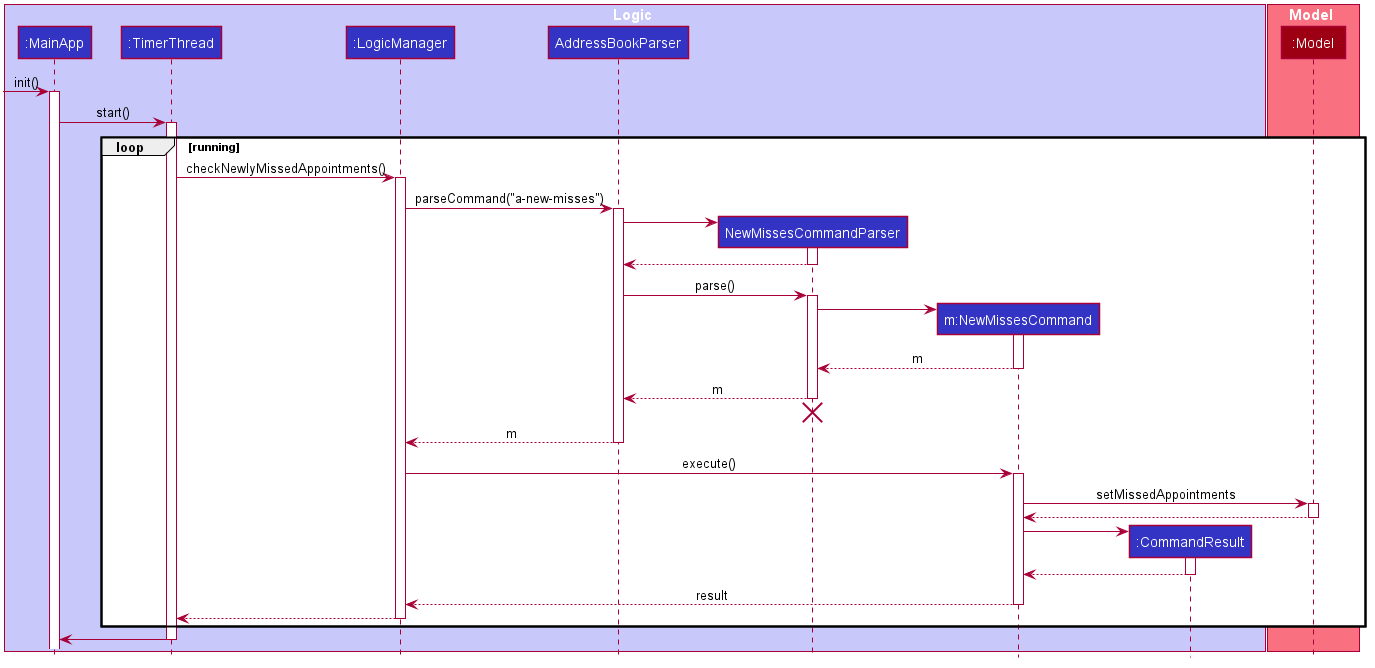 Logic
Model
:MainApp
:TimerThread
:LogicManager
AddressBookParser
:Model
init()
start()
loop
[running]
checkNewlyMissedAppointments()
parseCommand("a-new-misses")
NewMissesCommandParser
parse()
m:NewMissesCommand
m
m
m
execute()
setMissedAppointments
:CommandResult
result